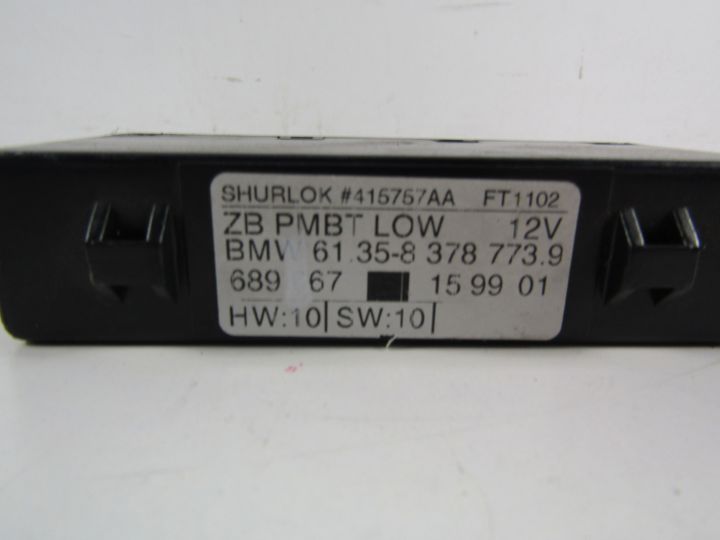 SHURLOK #415757AA FT1102
ZB PMBT LOW 12V
BMW 61.35-8 378 773.9
689 67 15 99 01
HW:10| SW:10|